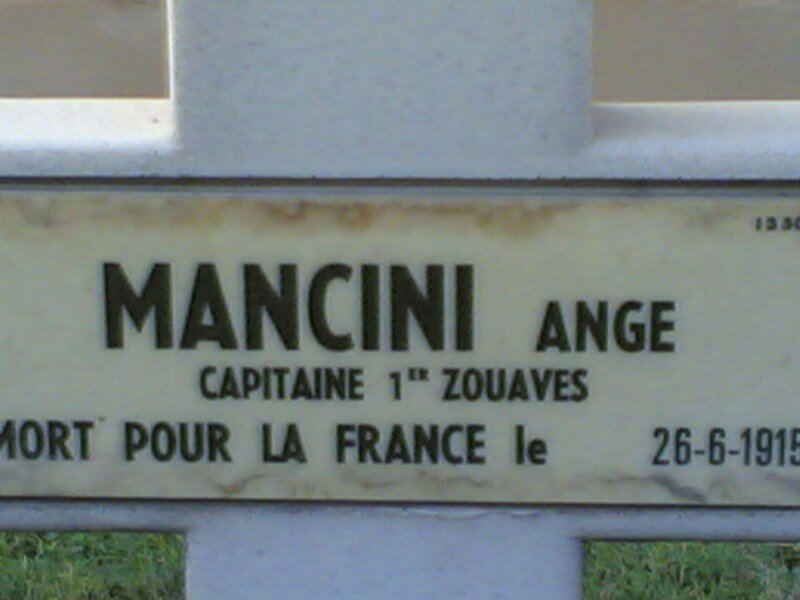 MANCINI ANGE
CAPITAINE 1ER ZOUAVES
MORT POUR LA FRANCE le 26-6-1915